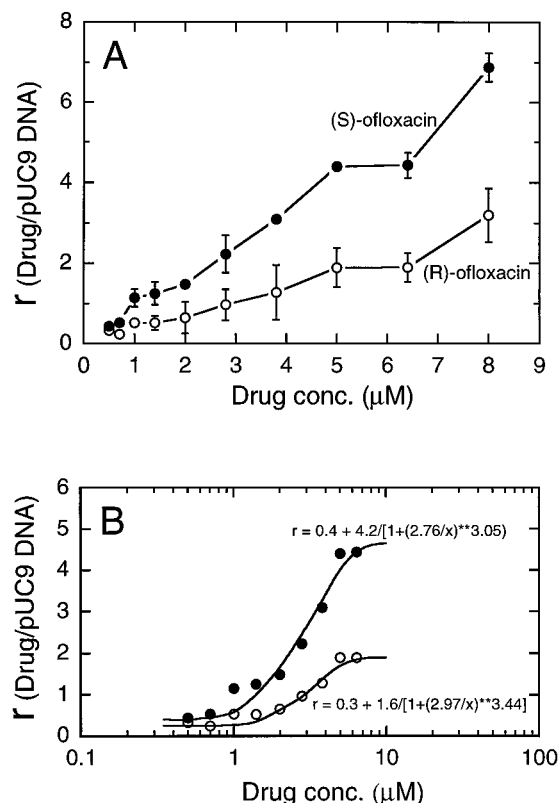 A
8
6
4
2
0
r (Drug/pUC9 DNA)
(S)-ofloxacin
(R)-ofloxacin
0 1 2 3 4 5 6 7 8 9
Drug conc. (μM)
B
6
5
4
3
2
1
0
r (Drug/pUC9 DNA)
r = 0.4 + 4.2/[1+(2.76/x)**3.05)
r = 0.3 + 1.6/[1+(2.97/x)**3.44]
0.1 1 10 100
Drug conc. (μM)